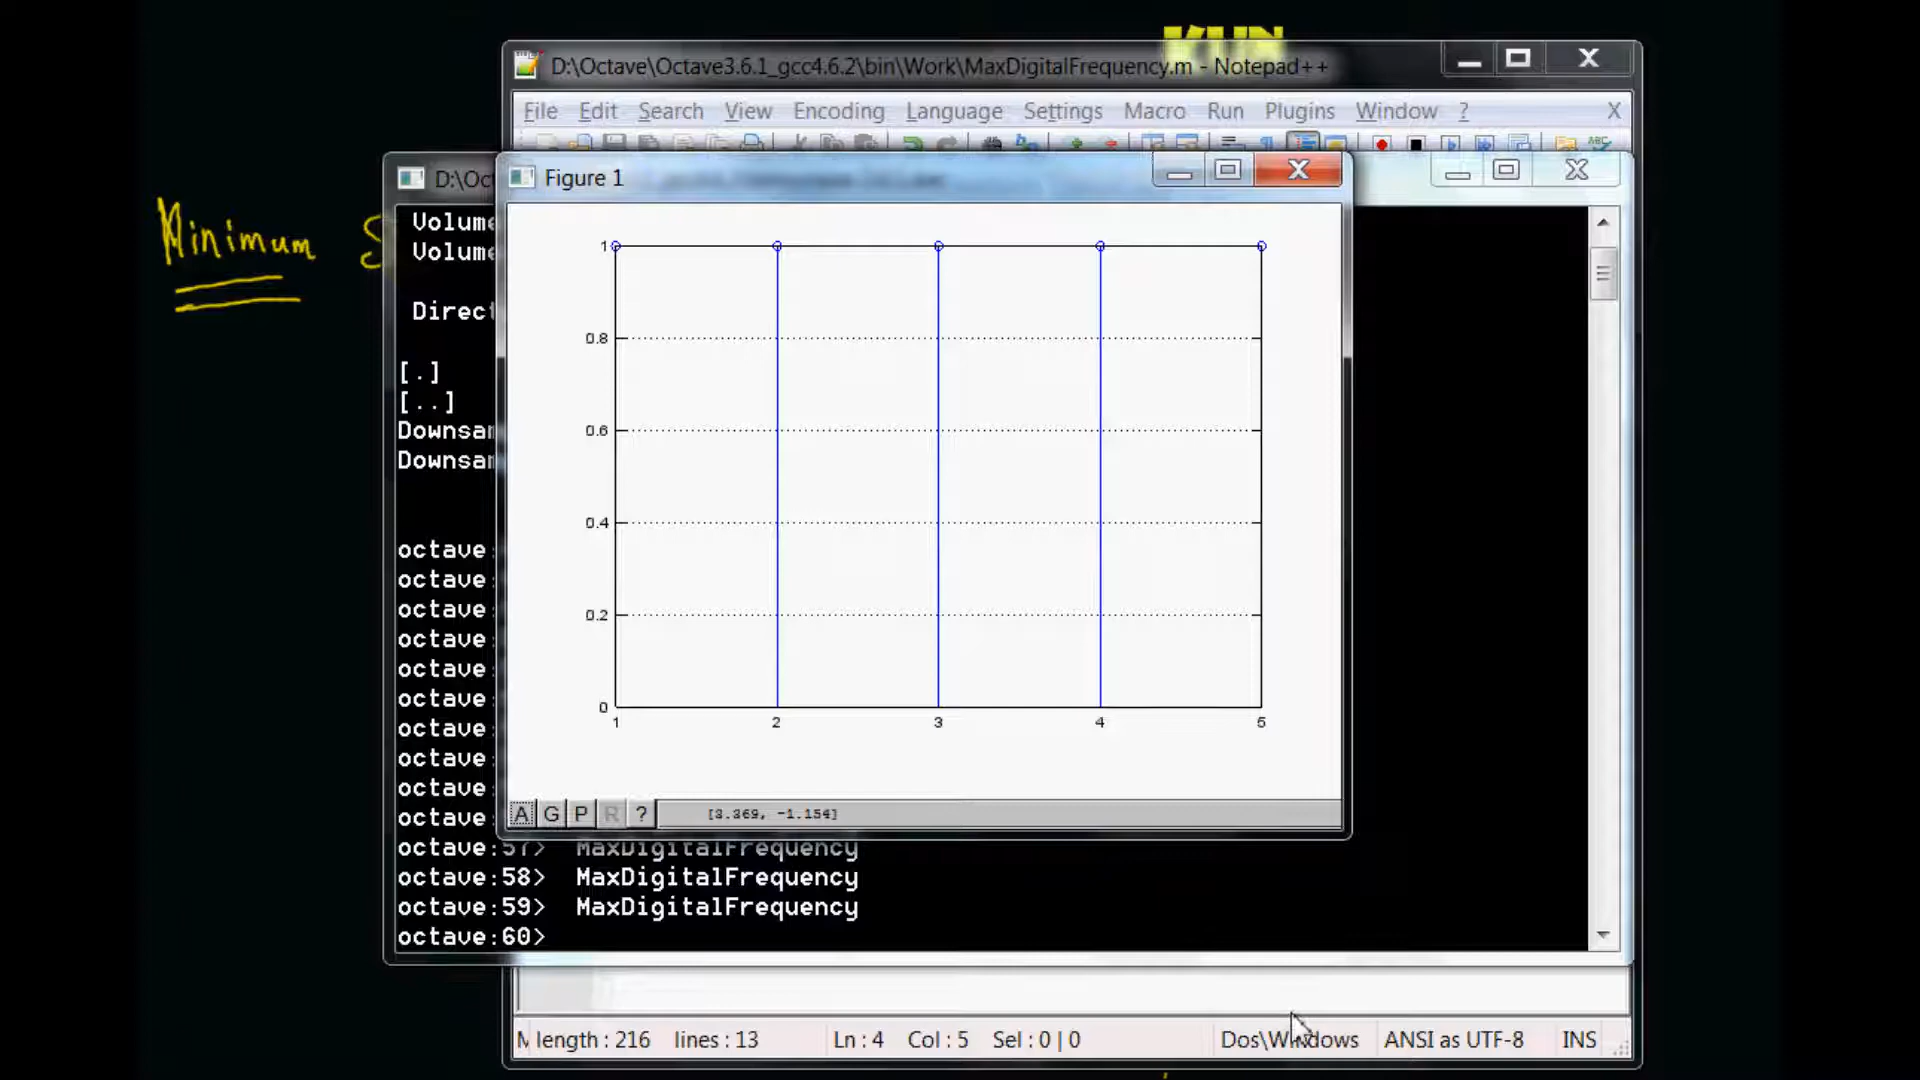 D:\Octave\Octave3.6.1_gcc4.6.2\bin\Work\MaxDigitalFrequency.m - Notepad++
File Edit Search View Encoding Language Settings Macro Run Plugins Window ? X
D:\Oct
Figure 1
Minimum
Volume
Volume
Direct
[.]
[..]
Downsam
Downsam
octave:
octave:
octave:
octave:
octave:
octave:
octave:
octave:
octave:
octave:
octave:57> MaxDigitalFrequency
octave:58> MaxDigitalFrequency
octave:59> MaxDigitalFrequency
octave:60>
1
0.8
0.6
0.4
0.2
0
1 2 3 4 5
A G P R ? [3.369, -1.154]
M length : 216 lines : 13 Ln : 4 Col : 5 Sel : 0 | 0 Dos\Windows ANSI as UTF-8 INS